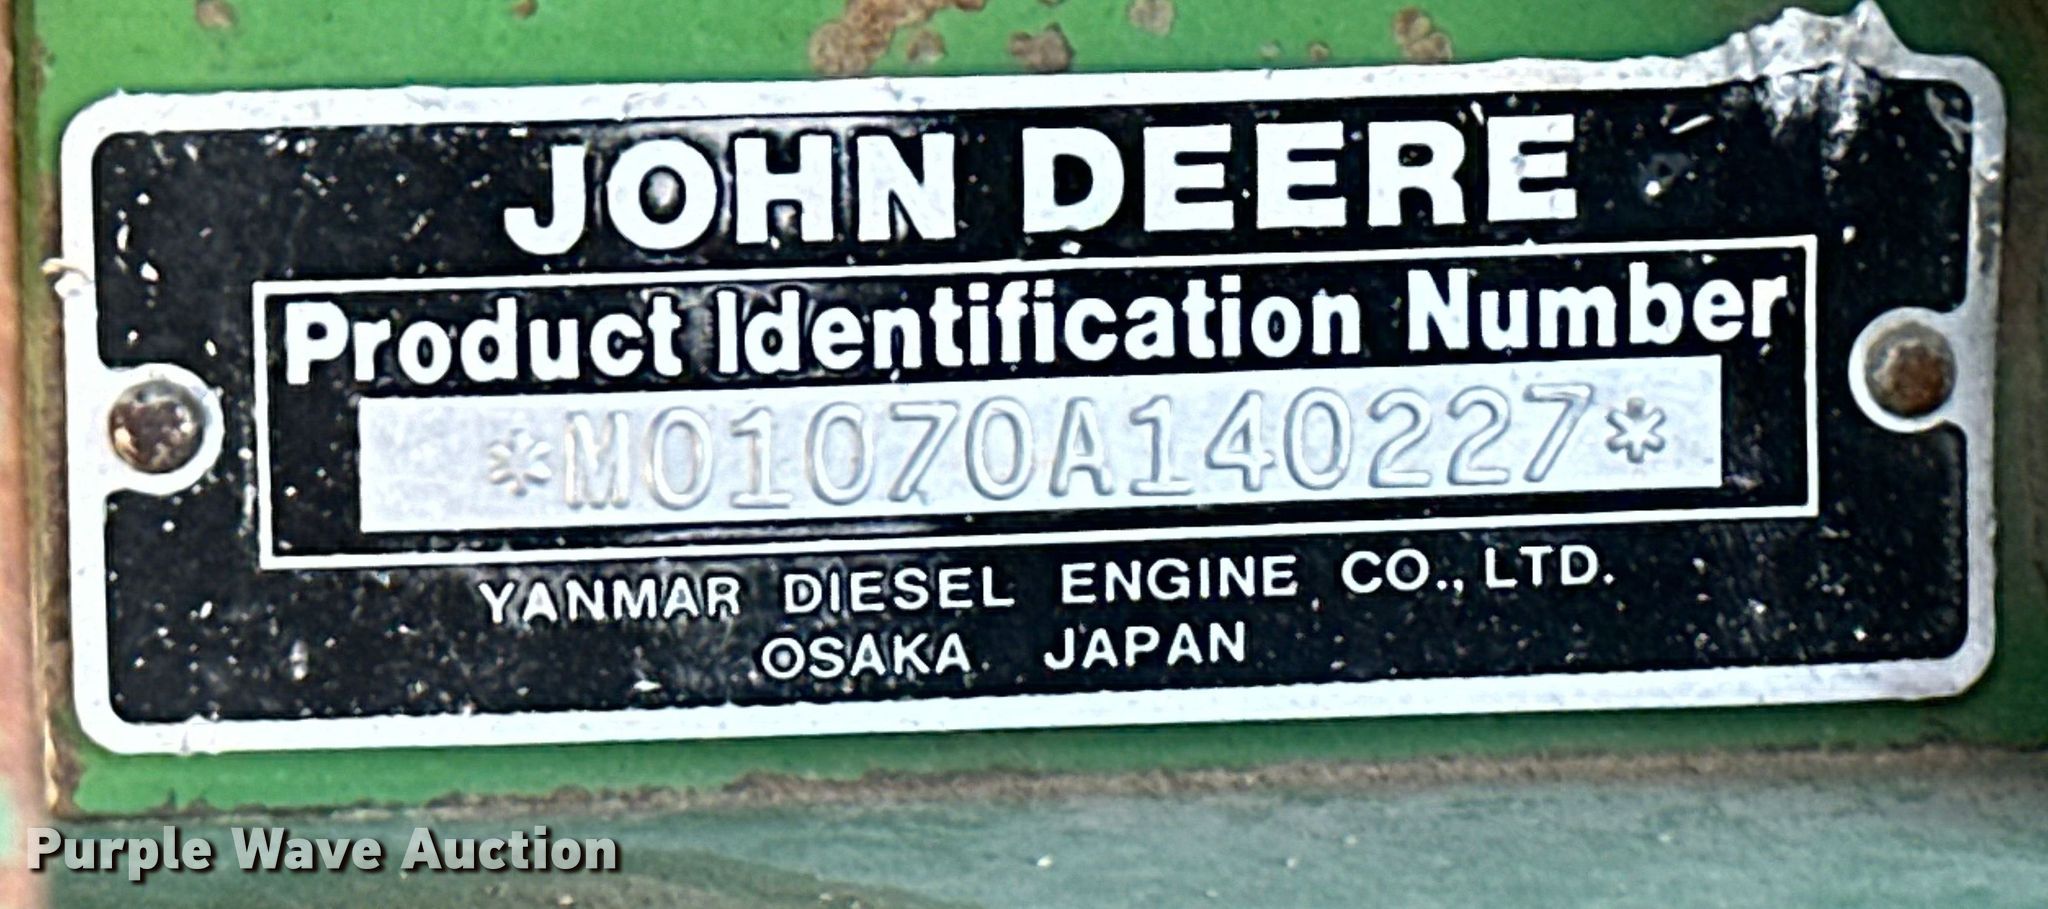 JOHN DEERE
Product Identification Number
*M01070A140227*
YANMAR DIESEL ENGINE CO., LTD.
OSAKA JAPAN
Purple Wave Auction